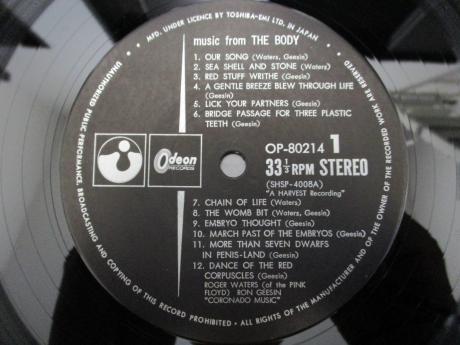 MFD. UNDER LICENCE BY TOSHIBA-EMI LTD. IN JAPAN
UNAUTHORIZED PUBLIC PERFORMANCE, BROADCASTING AND COPYING OF THIS RECORD PROHIBITED • ALL RIGHTS OF THE MANUFACTURER AND OF THE OWNER OF THE RECORDED WORK ARE RESERVED
music from THE BODY
1. OUR SONG (Waters, Geesin)
2. SEA SHELL AND STONE (Waters)
3. RED STUFF WRITHE (Geesin)
4. A GENTLE BREEZE BLEW THROUGH LIFE
(Geesin)
5. LICK YOUR PARTNERS (Geesin)
6. BRIDGE PASSAGE FOR THREE PLASTIC
TEETH (Geesin)
Odeon
RECORDS
OP-80214 1
33 1/3 RPM STEREO
(SHSP-4008A)
"A HARVEST Recording"
7. CHAIN OF LIFE (Waters)
8. THE WOMB BIT (Waters, Geesin)
9. EMBRYO THOUGHT (Geesin)
10. MARCH PAST OF THE EMBRYOS (Geesin)
11. MORE THAN SEVEN DWARFS
IN PENIS-LAND (Geesin)
12. DANCE OF THE RED
CORPUSCLES (Geesin)
ROGER WATERS (of the PINK
FLOYD) RON GEESIN
"CORONADO MUSIC"